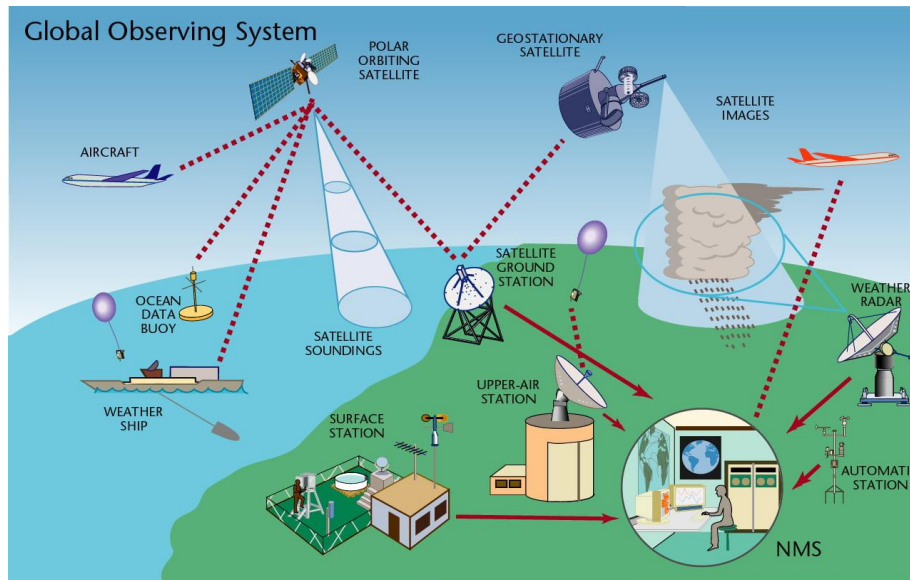 Global Observing System
POLAR
ORBITING
SATELLITE
GEOSTATIONARY
SATELLITE
SATELLITE
IMAGES
AIRCRAFT
OCEAN
DATA
BUOY
SATELLITE
SOUNDINGS
SATELLITE
GROUND
STATION
WEATHER
RADAR
WEATHER
SHIP
SURFACE
STATION
UPPER-AIR
STATION
AUTOMATI
STATION
NMS